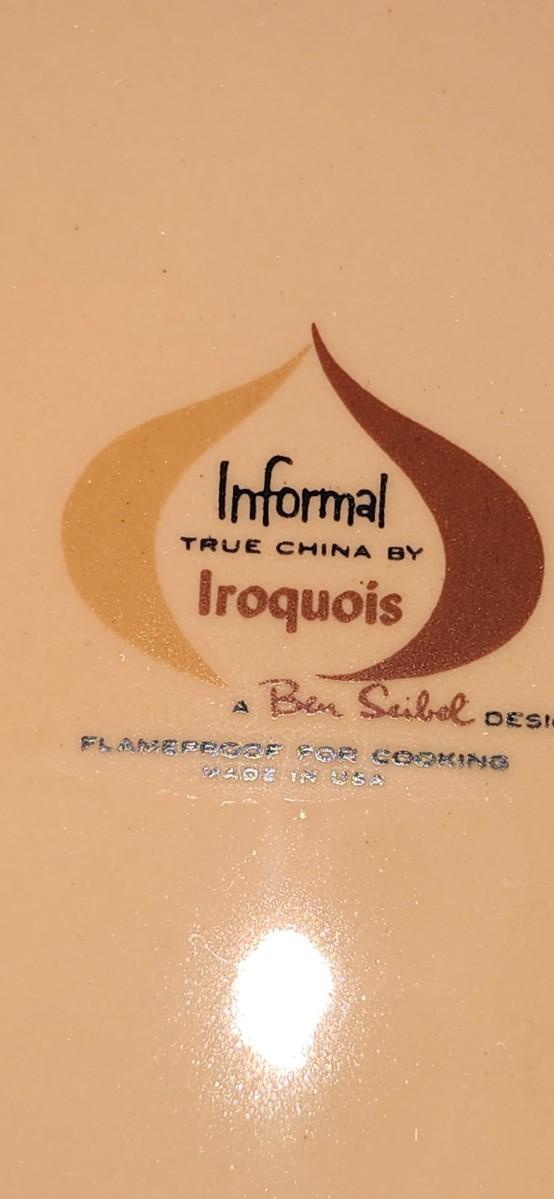 Informal
TRUE CHINA BY
Iroquois
A Ben Seibel DESI
FLAMEPROOF FOR COOKING
MADE IN USA